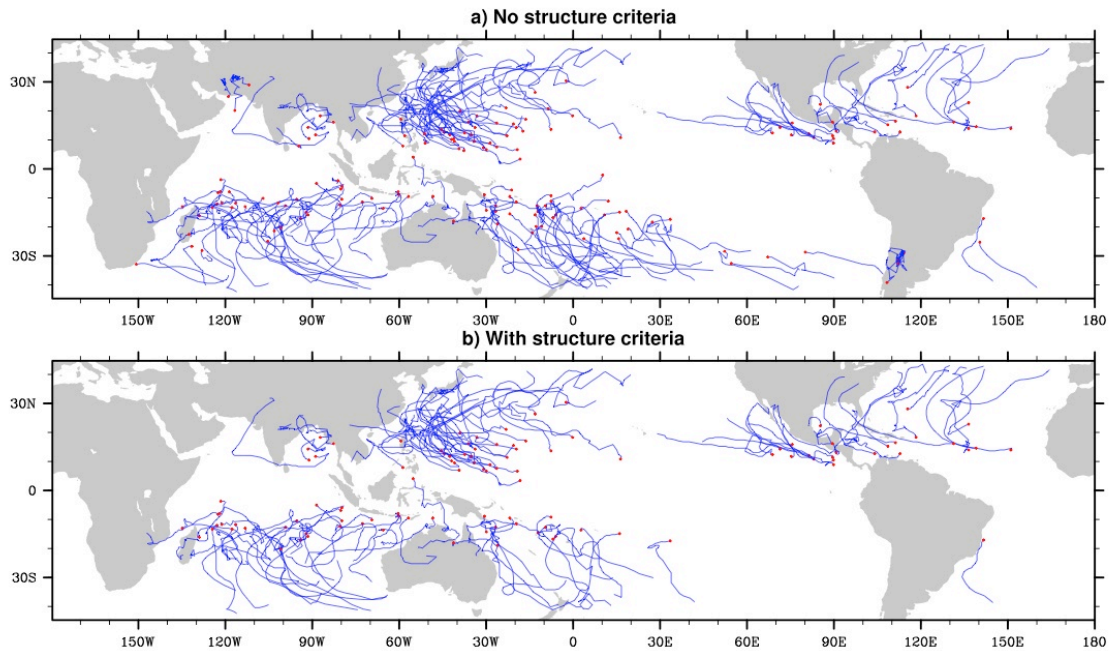 a) No structure criteria
30N
0
30S
150W 120W 90W 60W 30W 0 30E 60E 90E 120E 150E 180
b) With structure criteria
30N
0
30S
150W 120W 90W 60W 30W 0 30E 60E 90E 120E 150E 180